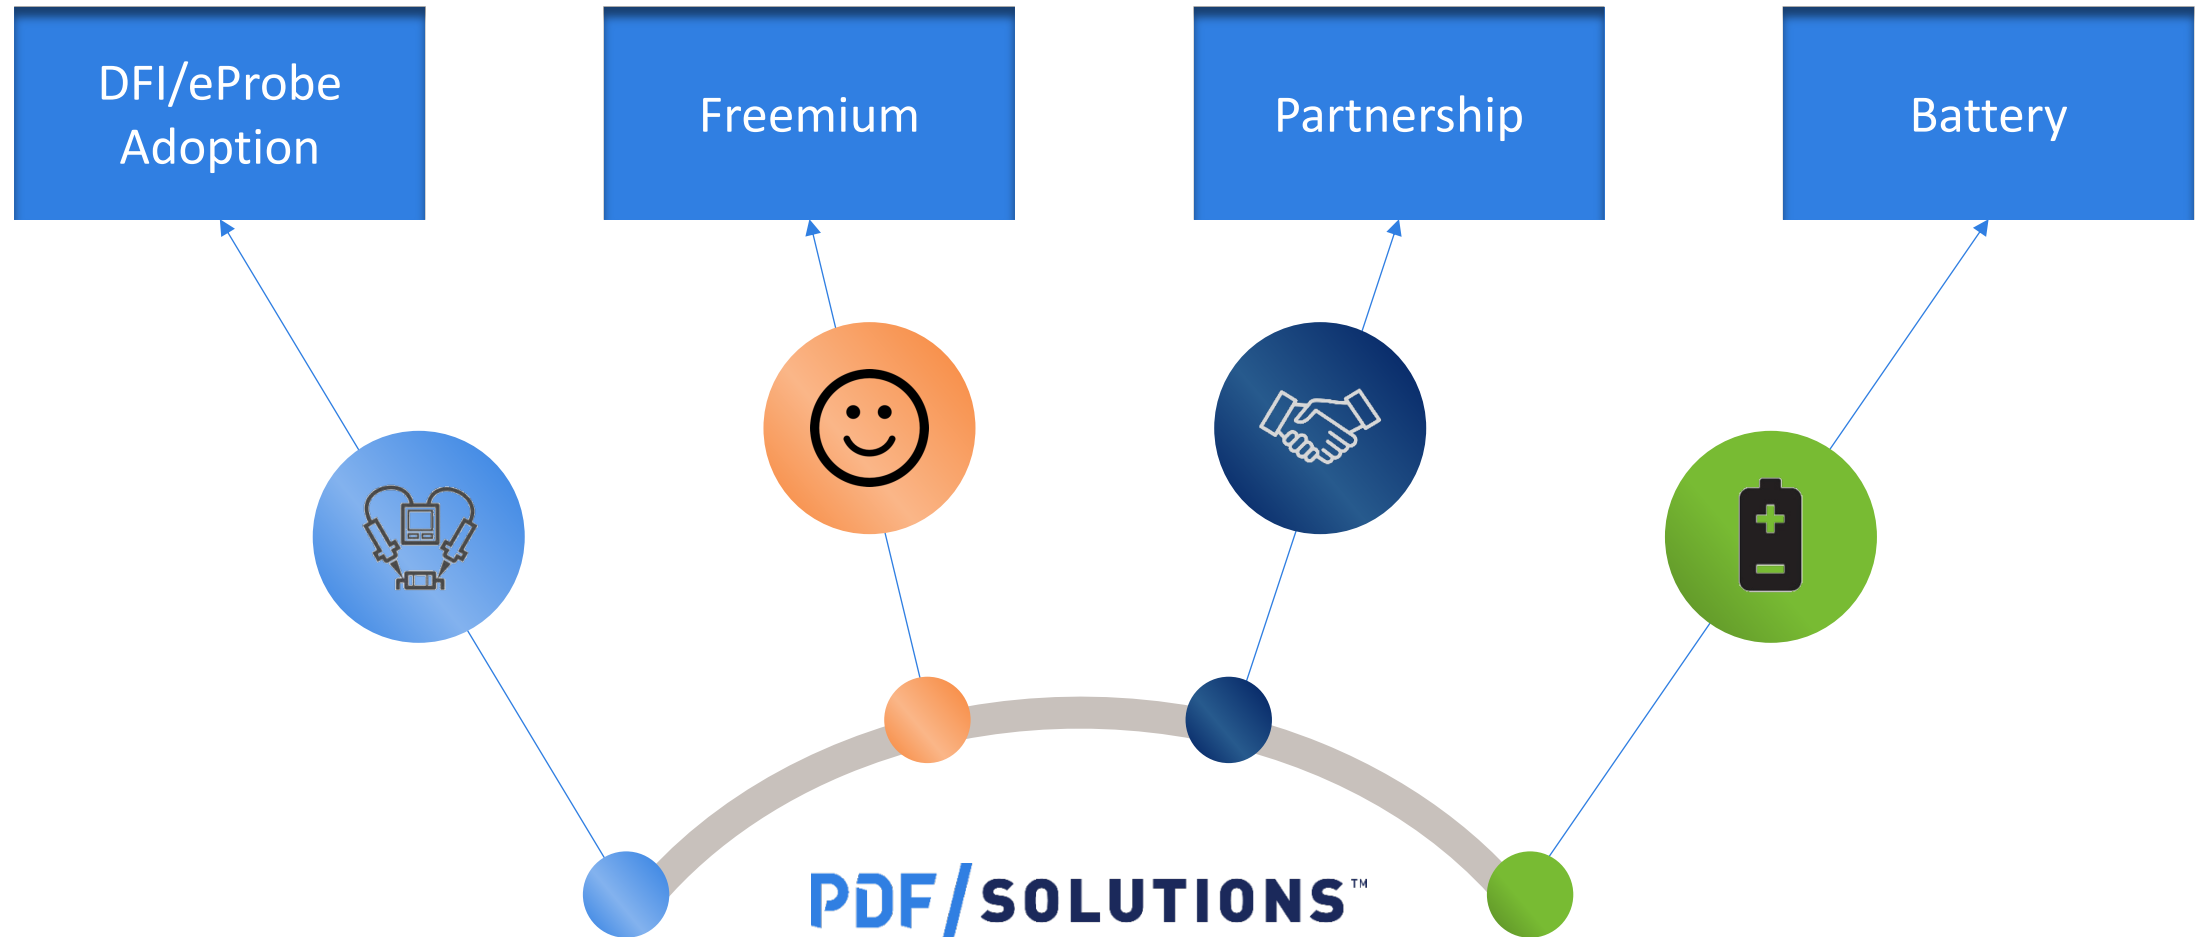 DFI/eProbe
Adoption
Freemium
Partnership
Battery
PDF/SOLUTIONS™